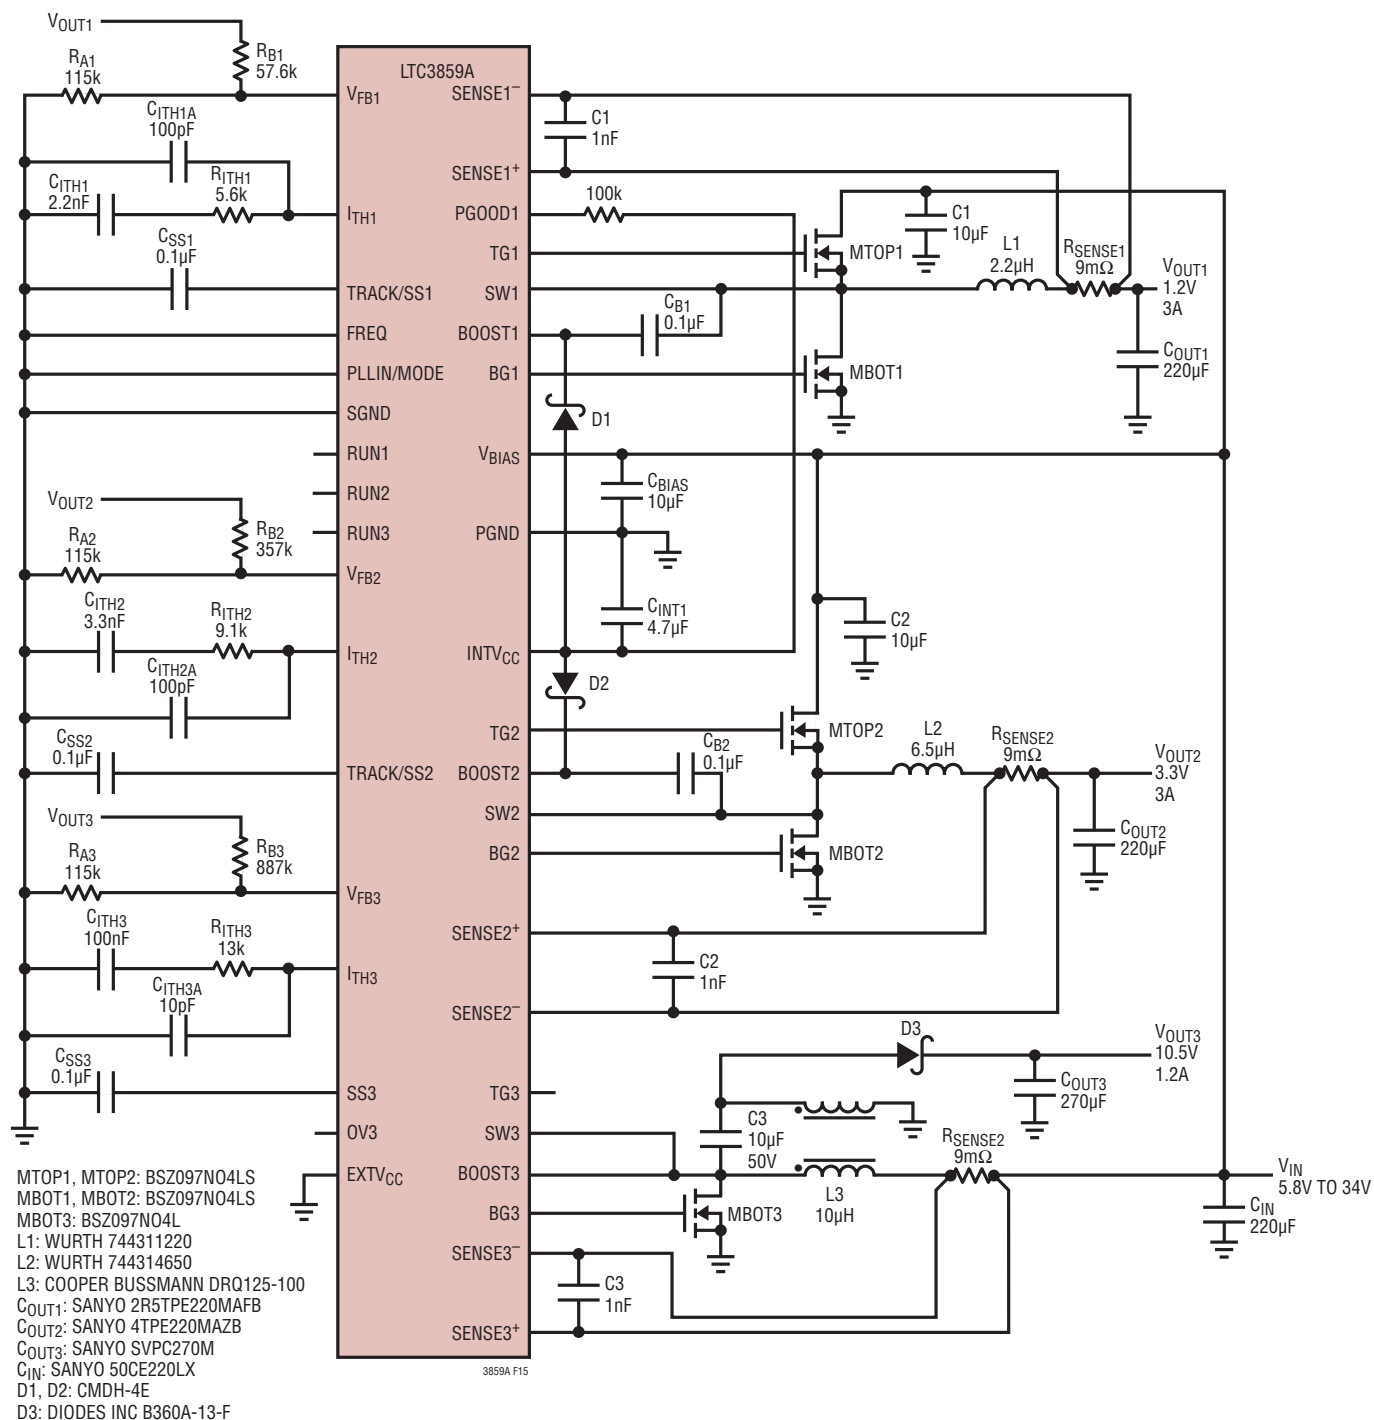 VOUT1
RA1
115k
RB1
57.6k
CITH1A
100pF
CITH1
2.2nF
RITH1
5.6k
CSS1
0.1µF
VOUT2
RA2
115k
RB2
357k
CITH2
3.3nF
RITH2
9.1k
CITH2A
100pF
CSS2
0.1µF
VOUT3
RA3
115k
RB3
887k
CITH3
100nF
RITH3
13k
CITH3A
10pF
CSS3
0.1µF
LTC3859A
VFB1
ITH1
TRACK/SS1
FREQ
PLLIN/MODE
SGND
RUN1
RUN2
RUN3
VFB2
ITH2
TRACK/SS2
VFB3
ITH3
SS3
OV3
EXTVCC
SENSE1–
SENSE1+
PGOOD1
TG1
SW1
BOOST1
BG1
VBIAS
PGND
INTVCC
TG2
BOOST2
SW2
BG2
SENSE2+
SENSE2–
TG3
SW3
BOOST3
BG3
SENSE3–
SENSE3+
C1
1nF
100k
C1
10µF
MTOP1
L1
2.2µH
RSENSE1
9mΩ
VOUT1
1.2V
3A
CB1
0.1µF
MBOT1
COUT1
220µF
D1
CBIAS
10µF
CINT1
4.7µF
C2
10µF
D2
MTOP2
CB2
0.1µF
L2
6.5µH
RSENSE2
9mΩ
VOUT2
3.3V
3A
MBOT2
COUT2
220µF
C2
1nF
D3
VOUT3
10.5V
1.2A
COUT3
270µF
C3
10µF
50V
RSENSE2
9mΩ
VIN
5.8V TO 34V
L3
10µH
MBOT3
CIN
220µF
C3
1nF
MTOP1, MTOP2: BSZ097NO4LS
MBOT1, MBOT2: BSZ097NO4LS
MBOT3: BSZ097NO4L
L1: WURTH 744311220
L2: WURTH 744314650
L3: COOPER BUSSMANN DRQ125-100
COUT1: SANYO 2R5TPE220MAFB
COUT2: SANYO 4TPE220MAZB
COUT3: SANYO SVPC270M
CIN: SANYO 50CE220LX
D1, D2: CMDH-4E
D3: DIODES INC B360A-13-F
3859A F15